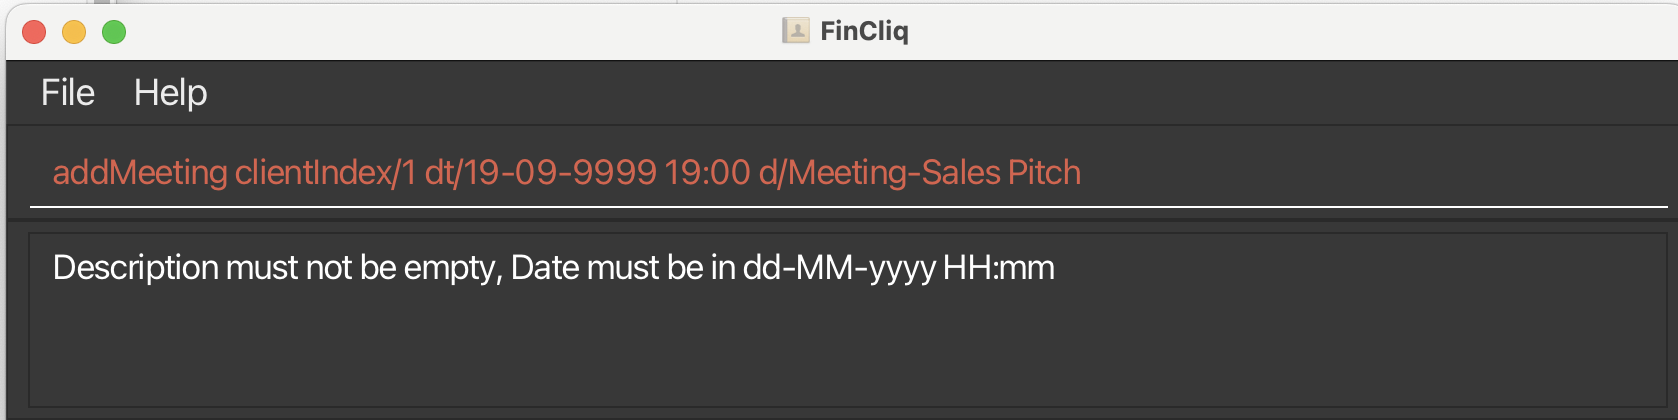 FinCliq
File Help
addMeeting clientIndex/1 dt/19-09-9999 19:00 d/Meeting-Sales Pitch
Description must not be empty, Date must be in dd-MM-yyyy HH:mm